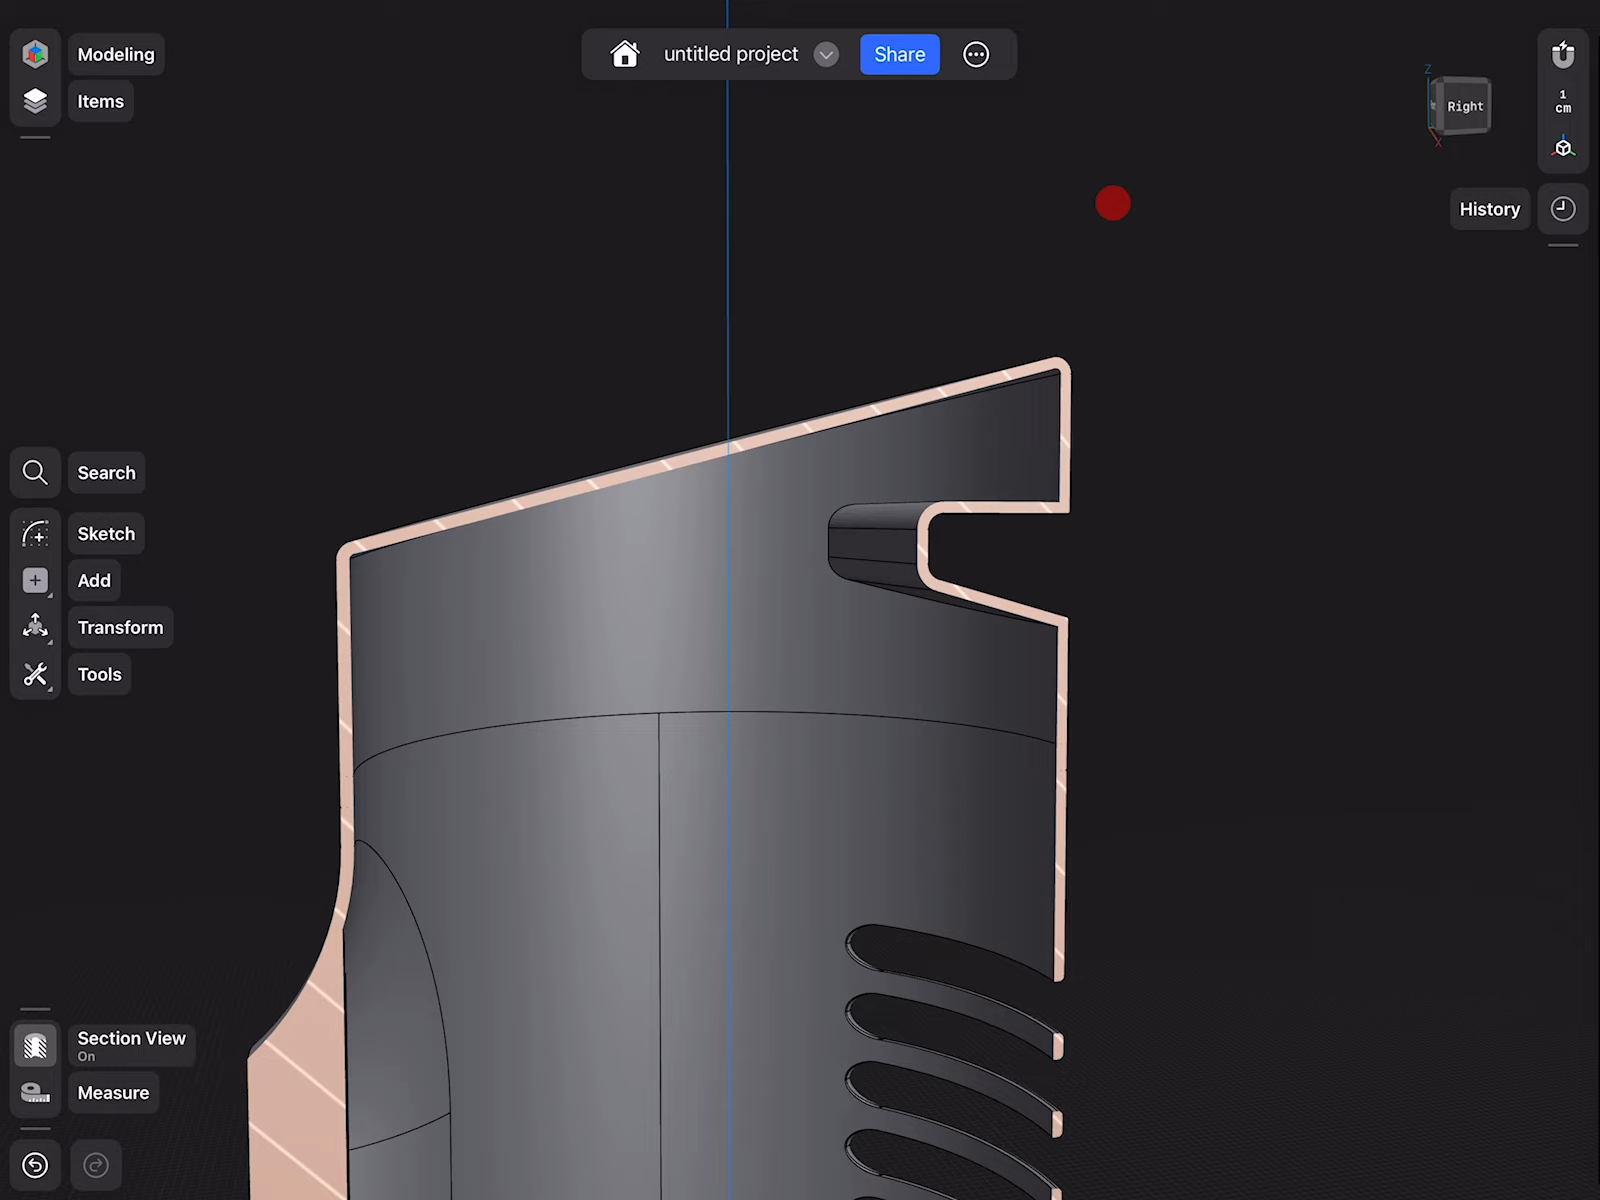 Modeling
Items
untitled project
Share
Z
Right
X
1
cm
History
Search
Sketch
Add
Transform
Tools
Section View
On
Measure